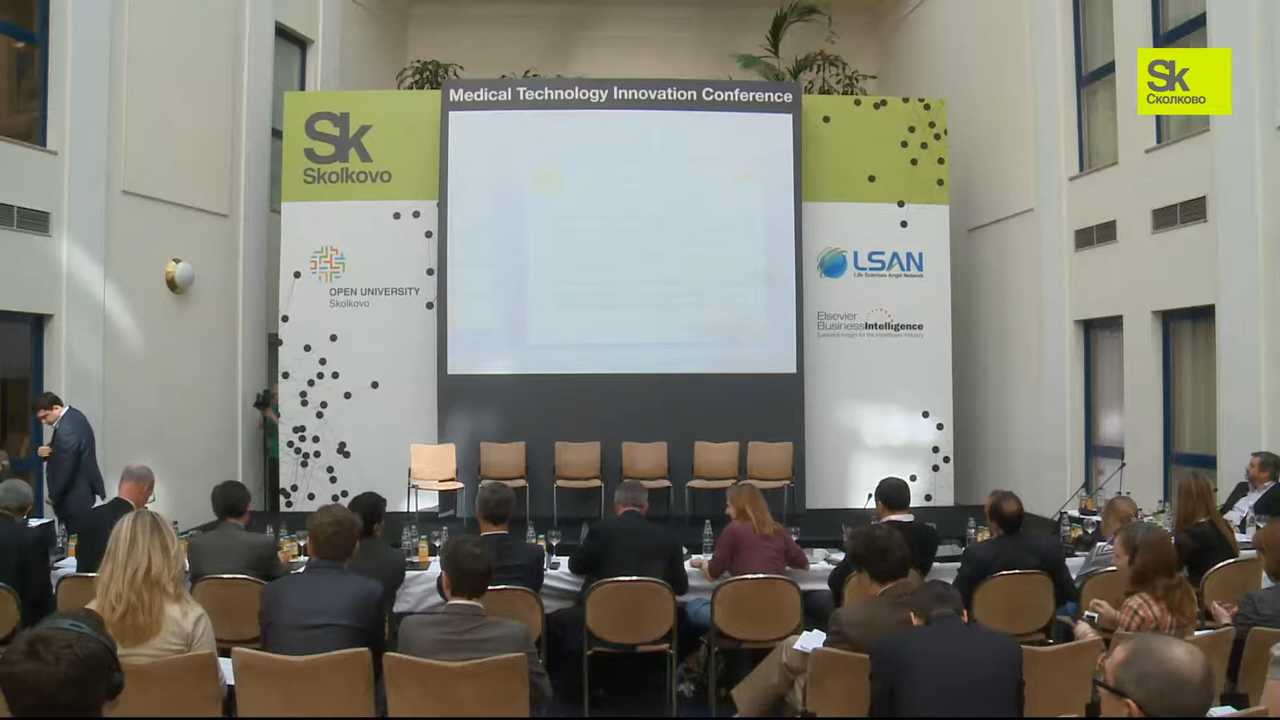 Medical Technology Innovation Conference
Sk
Skolkovo
OPEN UNIVERSITY
Skolkovo
LSAN
Life Sciences Angel Network
Elsevier
BusinessIntelligence
Sk
Сколково